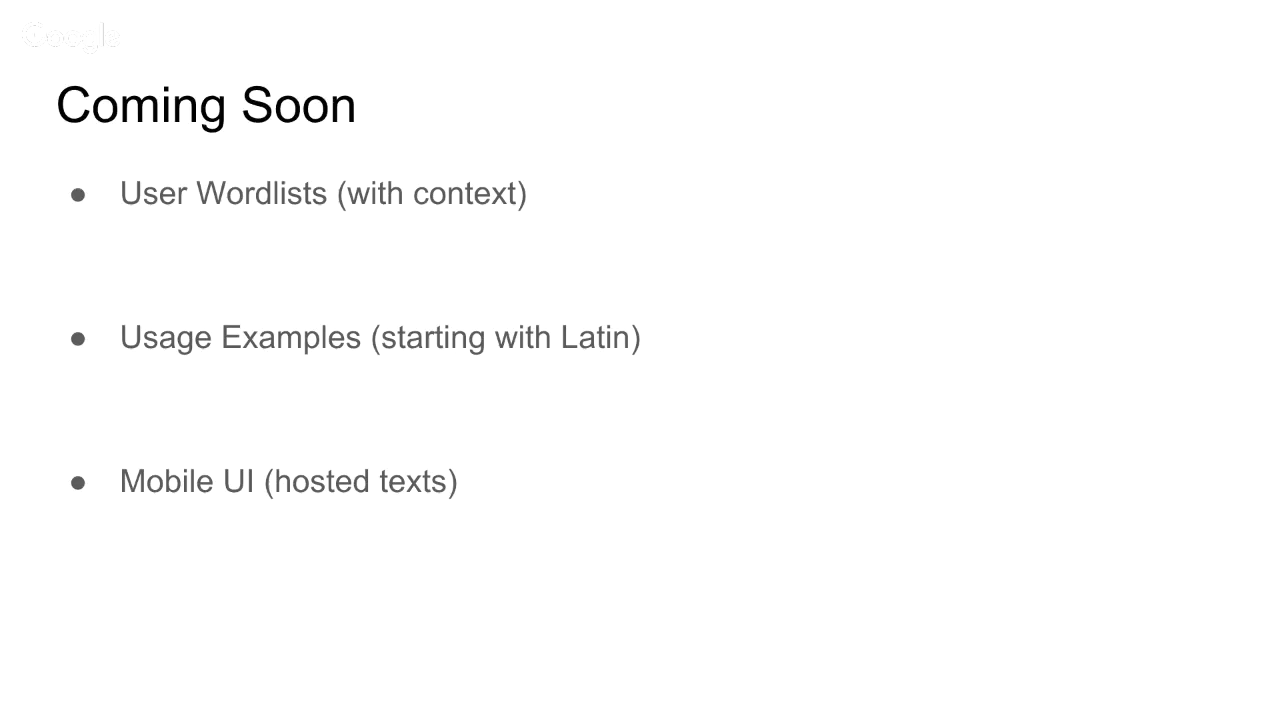 Google
Coming Soon
● User Wordlists (with context)
● Usage Examples (starting with Latin)
● Mobile UI (hosted texts)